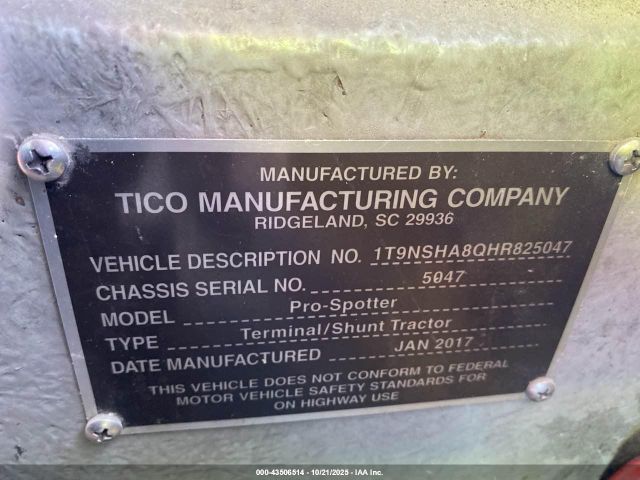 MANUFACTURED BY:
TICO MANUFACTURING COMPANY
RIDGELAND, SC 29936
VEHICLE DESCRIPTION NO. 1T9NSHA8QHR825047
CHASSIS SERIAL NO. 5047
MODEL Pro-Spotter
TYPE Terminal/Shunt Tractor
DATE MANUFACTURED JAN 2017
THIS VEHICLE DOES NOT CONFORM TO FEDERAL
MOTOR VEHICLE SAFETY STANDARDS FOR
ON HIGHWAY USE
000-43506514 | 10/21/2025 | IAA Inc.